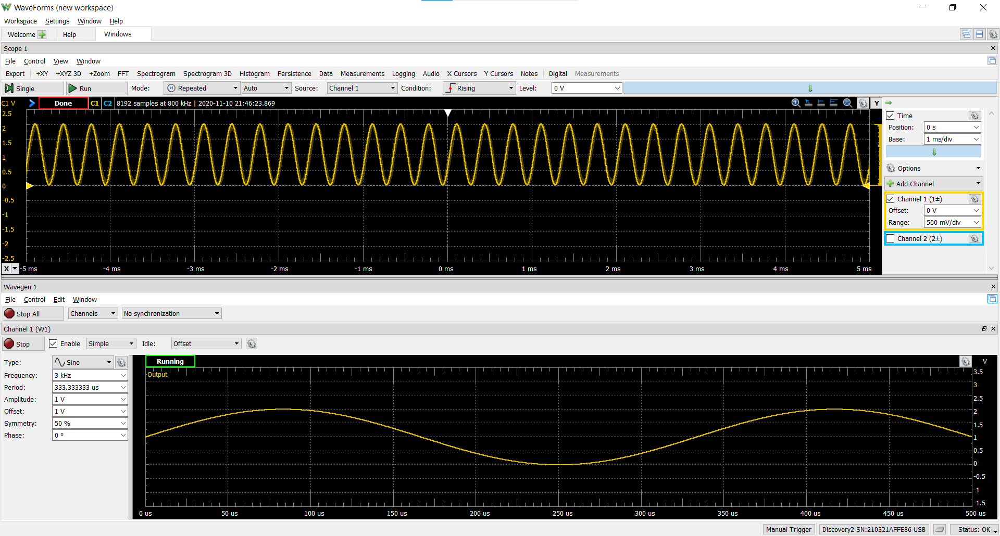 WaveForms (new workspace)
Workspace Settings Window Help
Welcome Help Windows
Scope 1
File Control View Window
Export +XY +XYZ 3D +Zoom FFT Spectrogram Spectrogram 3D Histogram Persistence Data Measurements Logging Audio X Cursors Y Cursors Notes Digital Measurements
Single Run Mode: Repeated Auto Source: Channel 1 Condition: Rising Level: 0 V
C1 V Done C1 C2 8192 samples at 800 kHz | 2020-11-10 21:46:23.869 Y
2.5
2
1.5
1
0.5
0
-0.5
-1
-1.5
-2
-2.5
X -5 ms -4 ms -3 ms -2 ms -1 ms 0 ms 1 ms 2 ms 3 ms 4 ms 5 ms
Time
Position: 0 s
Base: 1 ms/div
Options
Add Channel
Channel 1 (1±)
Offset: 0 V
Range: 500 mV/div
Channel 2 (2±)
Wavegen 1
File Control Edit Window
Stop All Channels No synchronization
Channel 1 (W1)
Stop Enable Simple Idle: Offset
Type: Sine
Frequency: 3 kHz
Period: 333.333333 us
Amplitude: 1 V
Offset: 1 V
Symmetry: 50 %
Phase: 0 º
Running V
Output
3.5
3
2.5
2
1.5
1
0.5
0
-0.5
-1
-1.5
0 us 50 us 100 us 150 us 200 us 250 us 300 us 350 us 400 us 450 us 500 us
Manual Trigger Discovery2 SN:210321AFFE86 USB Status: OK